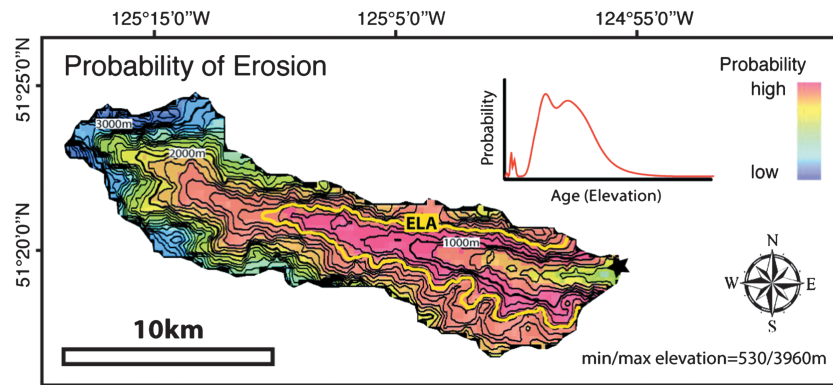 125°15'0"W
125°5'0"W
124°55'0"W
51°25'0"N
51°20'0"N
Probability of Erosion
3000m
2000m
ELA
1000m
Probability
Age (Elevation)
Probability
high
low
N
W
E
S
10km
min/max elevation=530/3960m